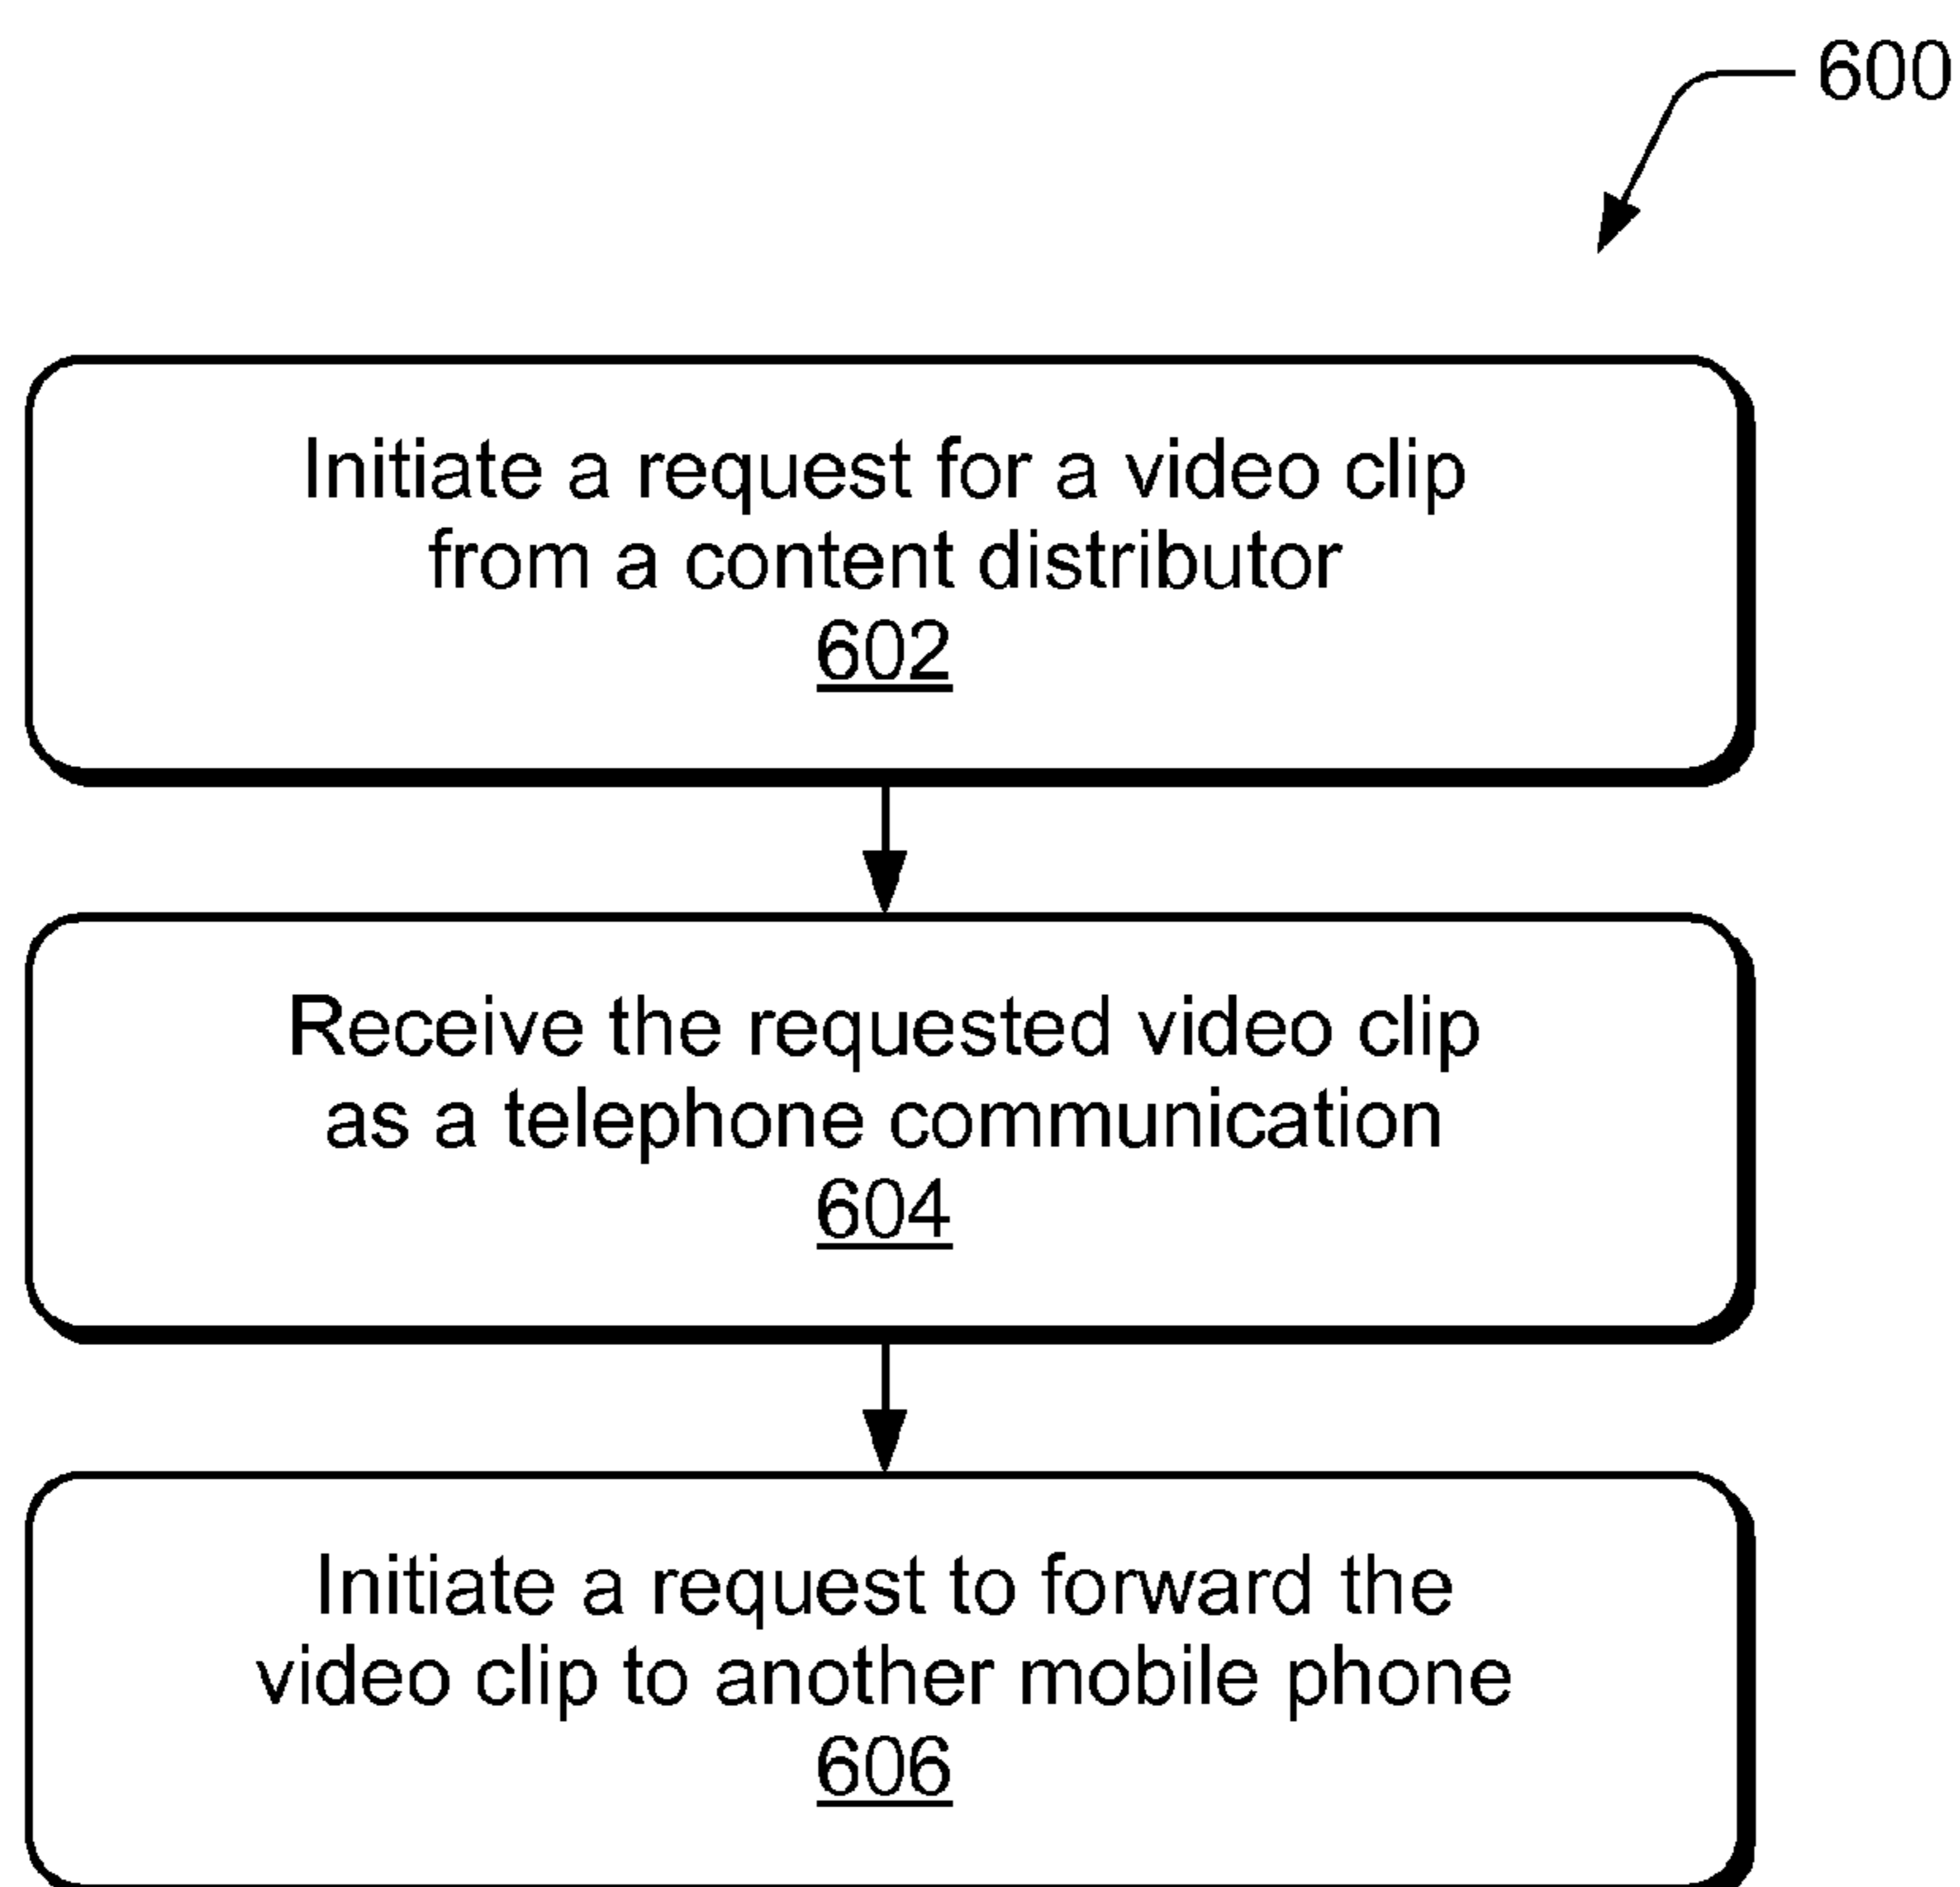 600
Initiate a request for a video clip
from a content distributor
602
Receive the requested video clip
as a telephone communication
604
Initiate a request to forward the
video clip to another mobile phone
606